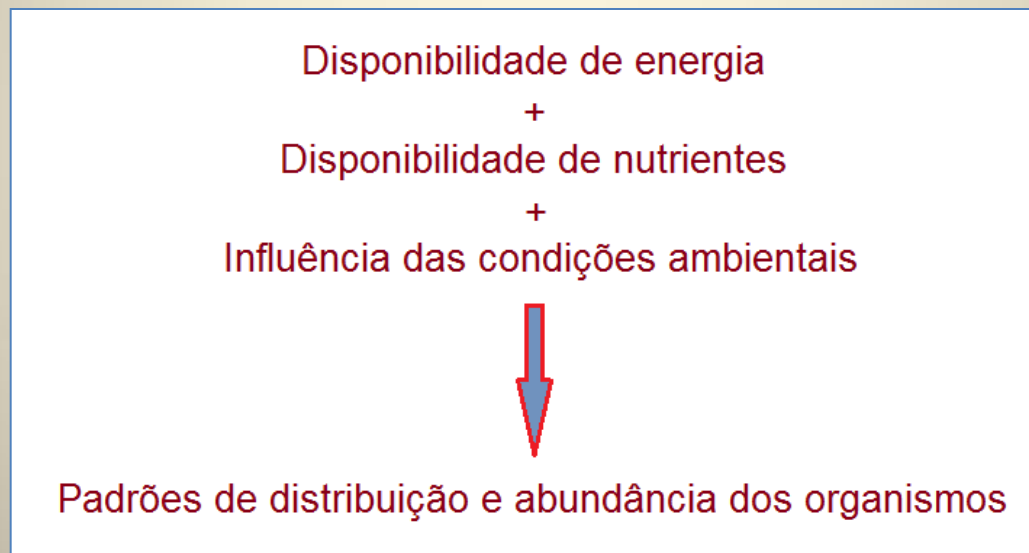 Disponibilidade de energia
+
Disponibilidade de nutrientes
+
Influência das condições ambientais
Padrões de distribuição e abundância dos organismos